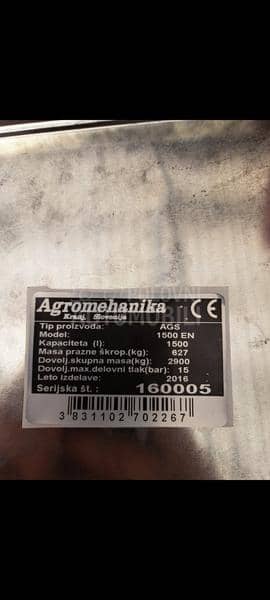 Agromehanika CE
Kranj, Slovenija
Tip proizvoda: AGS
Model: 1500 EN
Kapaciteta (l): 1500
Masa prazne škrop.(kg): 627
Dovolj.skupna masa(kg): 2900
Dovolj.max.delovni tlak(bar): 15
Leto izdelave: 2016
Serijska št.: 160005
3 831102 702267